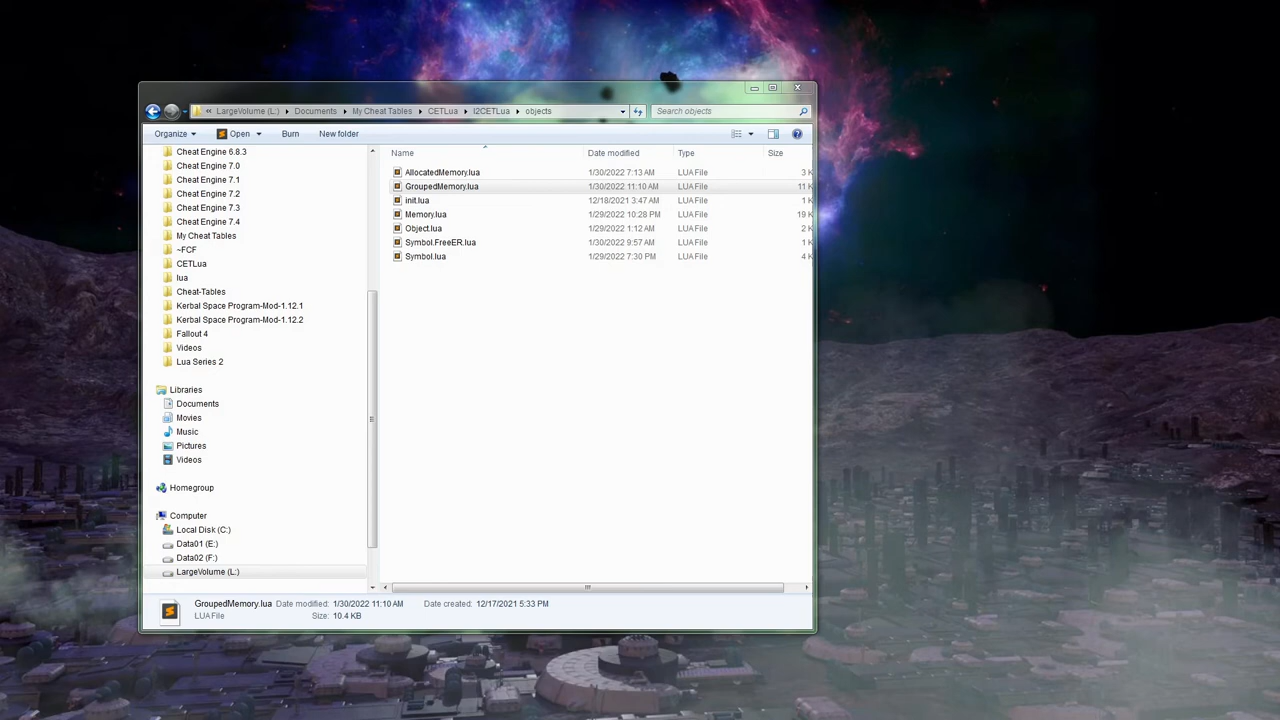 « LargeVolume (L:) Documents My Cheat Tables CETLua I2CETLua objects
Search objects
Organize Open Burn New folder
Cheat Engine 6.8.3
Cheat Engine 7.0
Cheat Engine 7.1
Cheat Engine 7.2
Cheat Engine 7.3
Cheat Engine 7.4
My Cheat Tables
~FCF
CETLua
lua
Cheat-Tables
Kerbal Space Program-Mod-1.12.1
Kerbal Space Program-Mod-1.12.2
Fallout 4
Videos
Lua Series 2
Libraries
Documents
Movies
Music
Pictures
Videos
Homegroup
Computer
Local Disk (C:)
Data01 (E:)
Data02 (F:)
LargeVolume (L:)
Name Date modified Type Size
AllocatedMemory.lua 1/30/2022 7:13 AM LUA File 3 K
GroupedMemory.lua 1/30/2022 11:10 AM LUA File 11 K
init.lua 12/18/2021 3:47 AM LUA File 1 K
Memory.lua 1/29/2022 10:28 PM LUA File 19 K
Object.lua 1/29/2022 1:12 AM LUA File 2 K
Symbol.FreeER.lua 1/30/2022 9:57 AM LUA File 1 K
Symbol.lua 1/29/2022 7:30 PM LUA File 4 K
GroupedMemory.lua Date modified: 1/30/2022 11:10 AM Date created: 12/17/2021 5:33 PM
LUA File Size: 10.4 KB